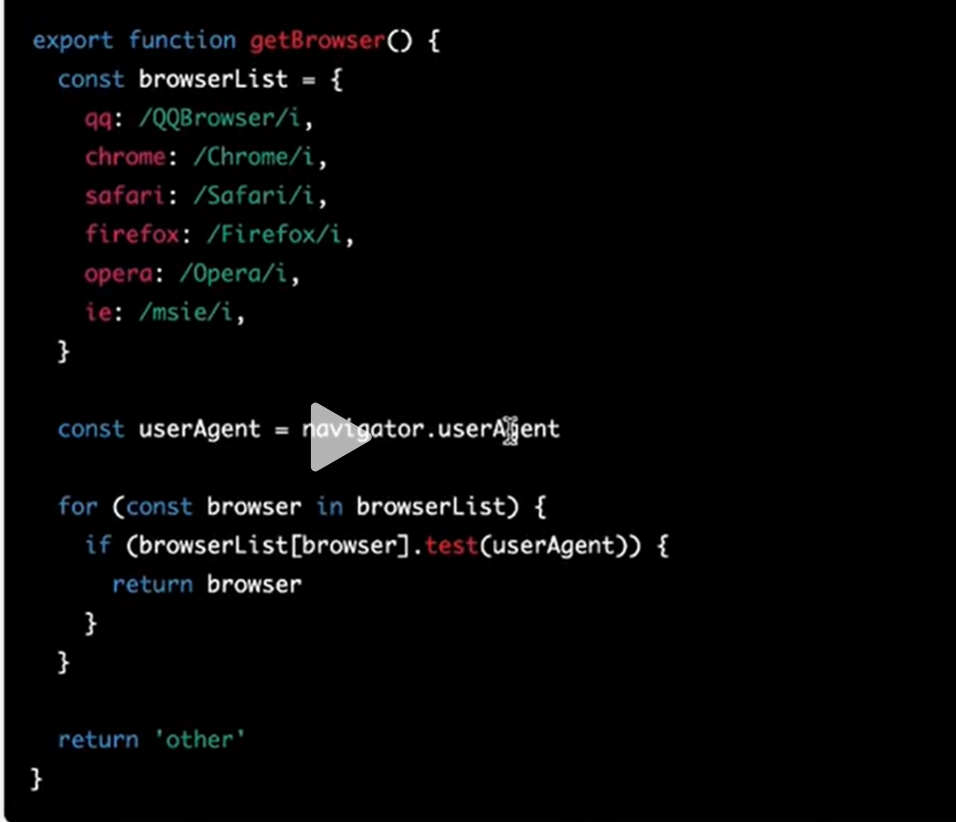 export function getBrowser() {
  const browserList = {
    qq: /QQBrowser/i,
    chrome: /Chrome/i,
    safari: /Safari/i,
    firefox: /Firefox/i,
    opera: /Opera/i,
    ie: /msie/i,
  }
  const userAgent = navigator.userAgent
  for (const browser in browserList) {
    if (browserList[browser].test(userAgent)) {
      return browser
    }
  }
  return 'other'
}